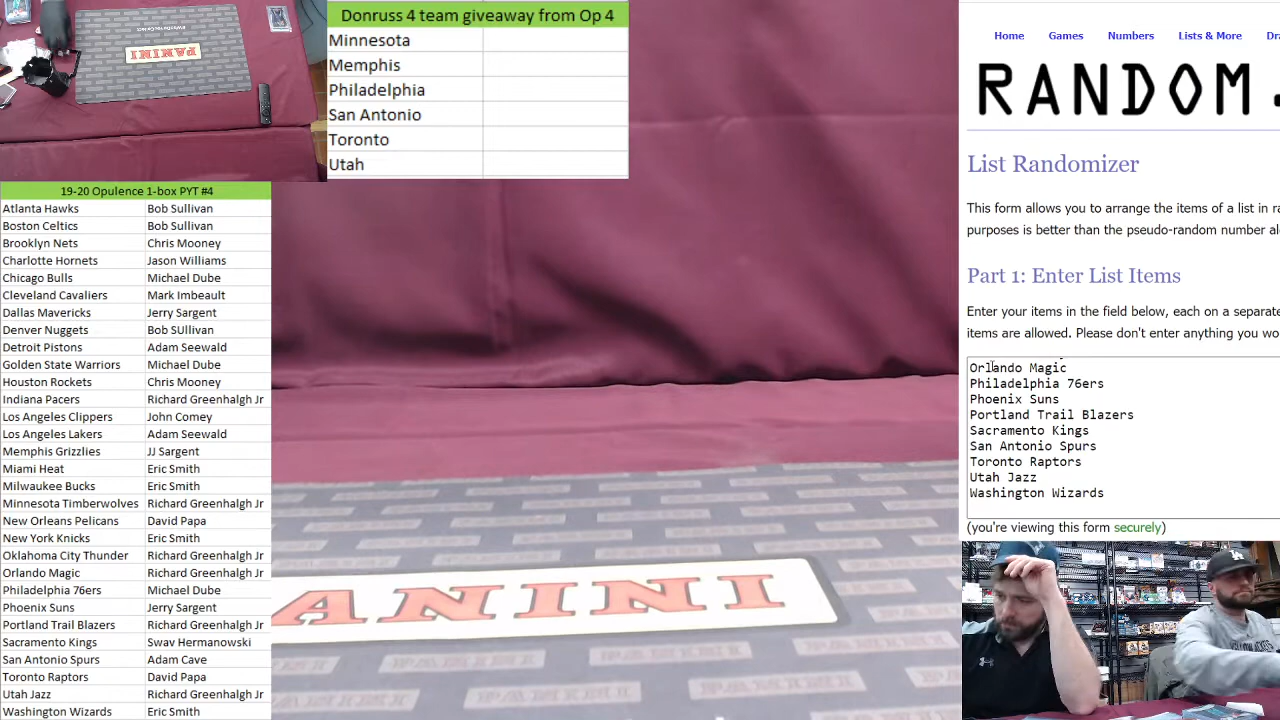 Donruss 4 team giveaway from Op 4
Minnesota
Memphis
Philadelphia
San Antonio
Toronto
Utah
19-20 Opulence 1-box PYT #4
Atlanta Hawks Bob Sullivan
Boston Celtics Bob Sullivan
Brooklyn Nets Chris Mooney
Charlotte Hornets Jason Williams
Chicago Bulls Michael Dube
Cleveland Cavaliers Mark Imbeault
Dallas Mavericks Jerry Sargent
Denver Nuggets Bob SUllivan
Detroit Pistons Adam Seewald
Golden State Warriors Michael Dube
Houston Rockets Chris Mooney
Indiana Pacers Richard Greenhalgh Jr
Los Angeles Clippers John Comey
Los Angeles Lakers Adam Seewald
Memphis Grizzlies JJ Sargent
Miami Heat Eric Smith
Milwaukee Bucks Eric Smith
Minnesota Timberwolves Richard Greenhalgh Jr
New Orleans Pelicans David Papa
New York Knicks Eric Smith
Oklahoma City Thunder Richard Greenhalgh Jr
Orlando Magic Richard Greenhalgh Jr
Philadelphia 76ers Michael Dube
Phoenix Suns Jerry Sargent
Portland Trail Blazers Richard Greenhalgh Jr
Sacramento Kings Swav Hermanowski
San Antonio Spurs Adam Cave
Toronto Raptors David Papa
Utah Jazz Richard Greenhalgh Jr
Washington Wizards Eric Smith
PANINI
ANINI
Home Games Numbers Lists & More Dr
RANDOM.
List Randomizer
This form allows you to arrange the items of a list in ra
purposes is better than the pseudo-random number al
Part 1: Enter List Items
Enter your items in the field below, each on a separate
items are allowed. Please don't enter anything you wo
Orlando Magic
Philadelphia 76ers
Phoenix Suns
Portland Trail Blazers
Sacramento Kings
San Antonio Spurs
Toronto Raptors
Utah Jazz
Washington Wizards
(you're viewing this form securely)